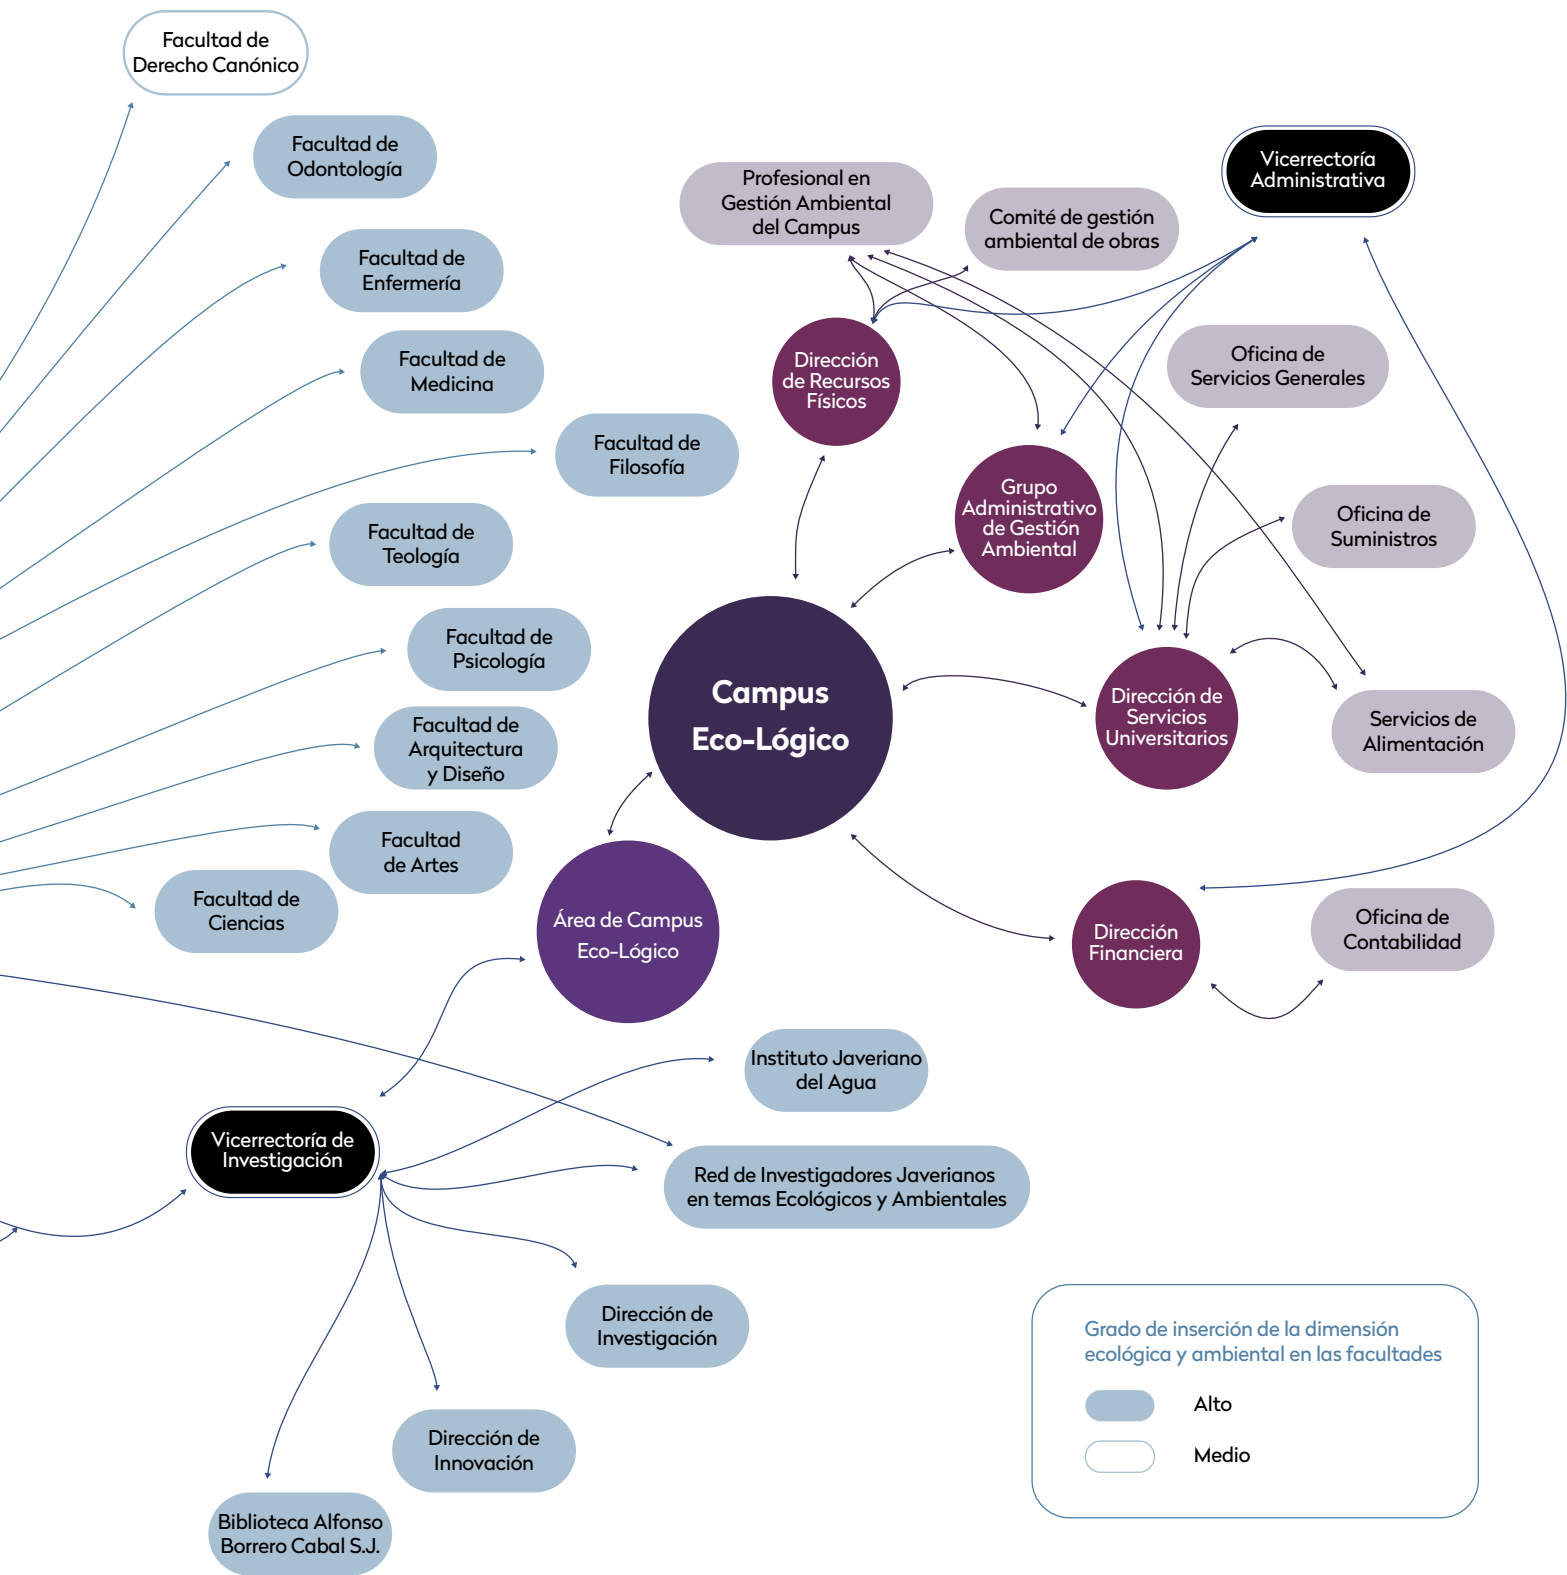 Facultad de
Derecho Canónico
Facultad de
Odontología
Facultad de
Enfermería
Facultad de
Medicina
Facultad de
Filosofía
Facultad de
Teología
Facultad de
Psicología
Facultad de
Arquitectura
y Diseño
Facultad
de Artes
Facultad de
Ciencias
Profesional en
Gestión Ambiental
del Campus
Comité de gestión
ambiental de obras
Vicerrectoría
Administrativa
Dirección
de Recursos
Físicos
Oficina de
Servicios Generales
Grupo
Administrativo
de Gestión
Ambiental
Oficina de
Suministros
Campus
Eco-Lógico
Dirección de
Servicios
Universitarios
Servicios de
Alimentación
Área de Campus
Eco-Lógico
Dirección
Financiera
Oficina de
Contabilidad
Instituto Javeriano
del Agua
Vicerrectoría de
Investigación
Red de Investigadores Javerianos
en temas Ecológicos y Ambientales
Dirección de
Investigación
Dirección de
Innovación
Biblioteca Alfonso
Borrero Cabal S.J.
Grado de inserción de la dimensión
ecológica y ambiental en las facultades
Alto
Medio